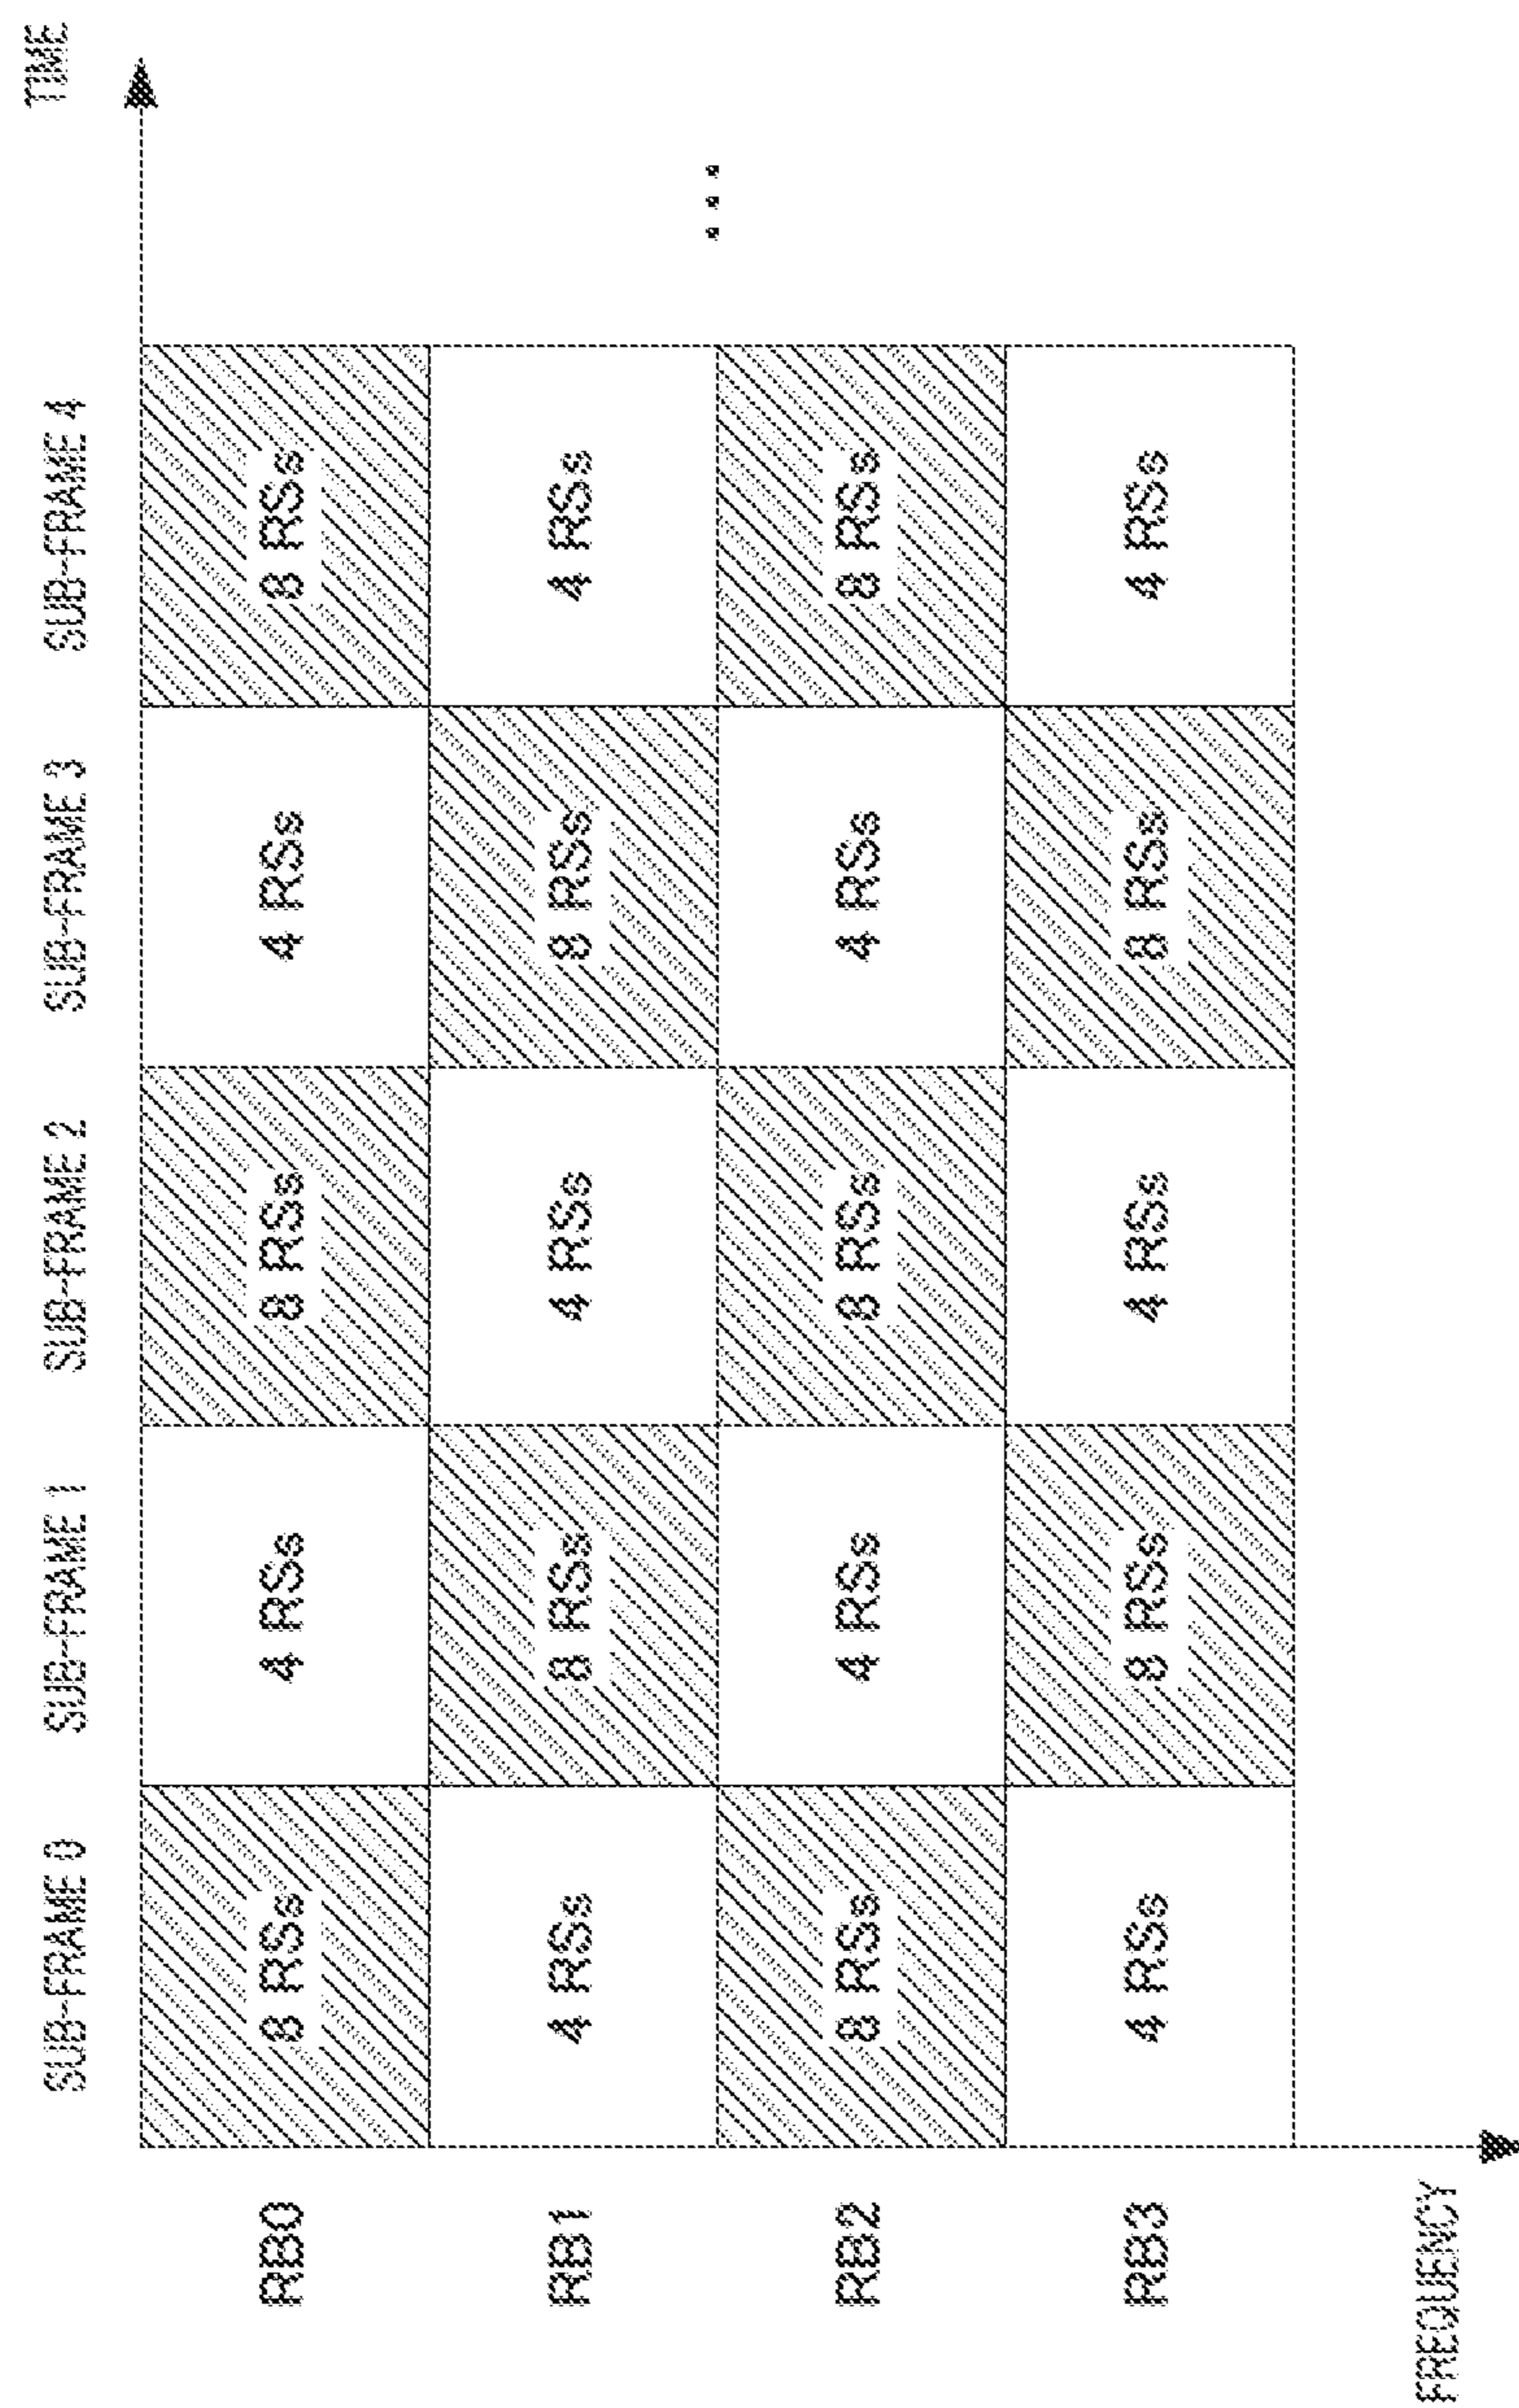 TIME
SUB-FRAME 0 SUB-FRAME 1 SUB-FRAME 2 SUB-FRAME 3 SUB-FRAME 4
RB0 8 RSs 4 RSs 8 RSs 4 RSs 8 RSs
RB1 4 RSs 8 RSs 4 RSs 8 RSs 4 RSs
...
RB2 8 RSs 4 RSs 8 RSs 4 RSs 8 RSs
RB3 4 RSs 8 RSs 4 RSs 8 RSs 4 RSs
FREQUENCY